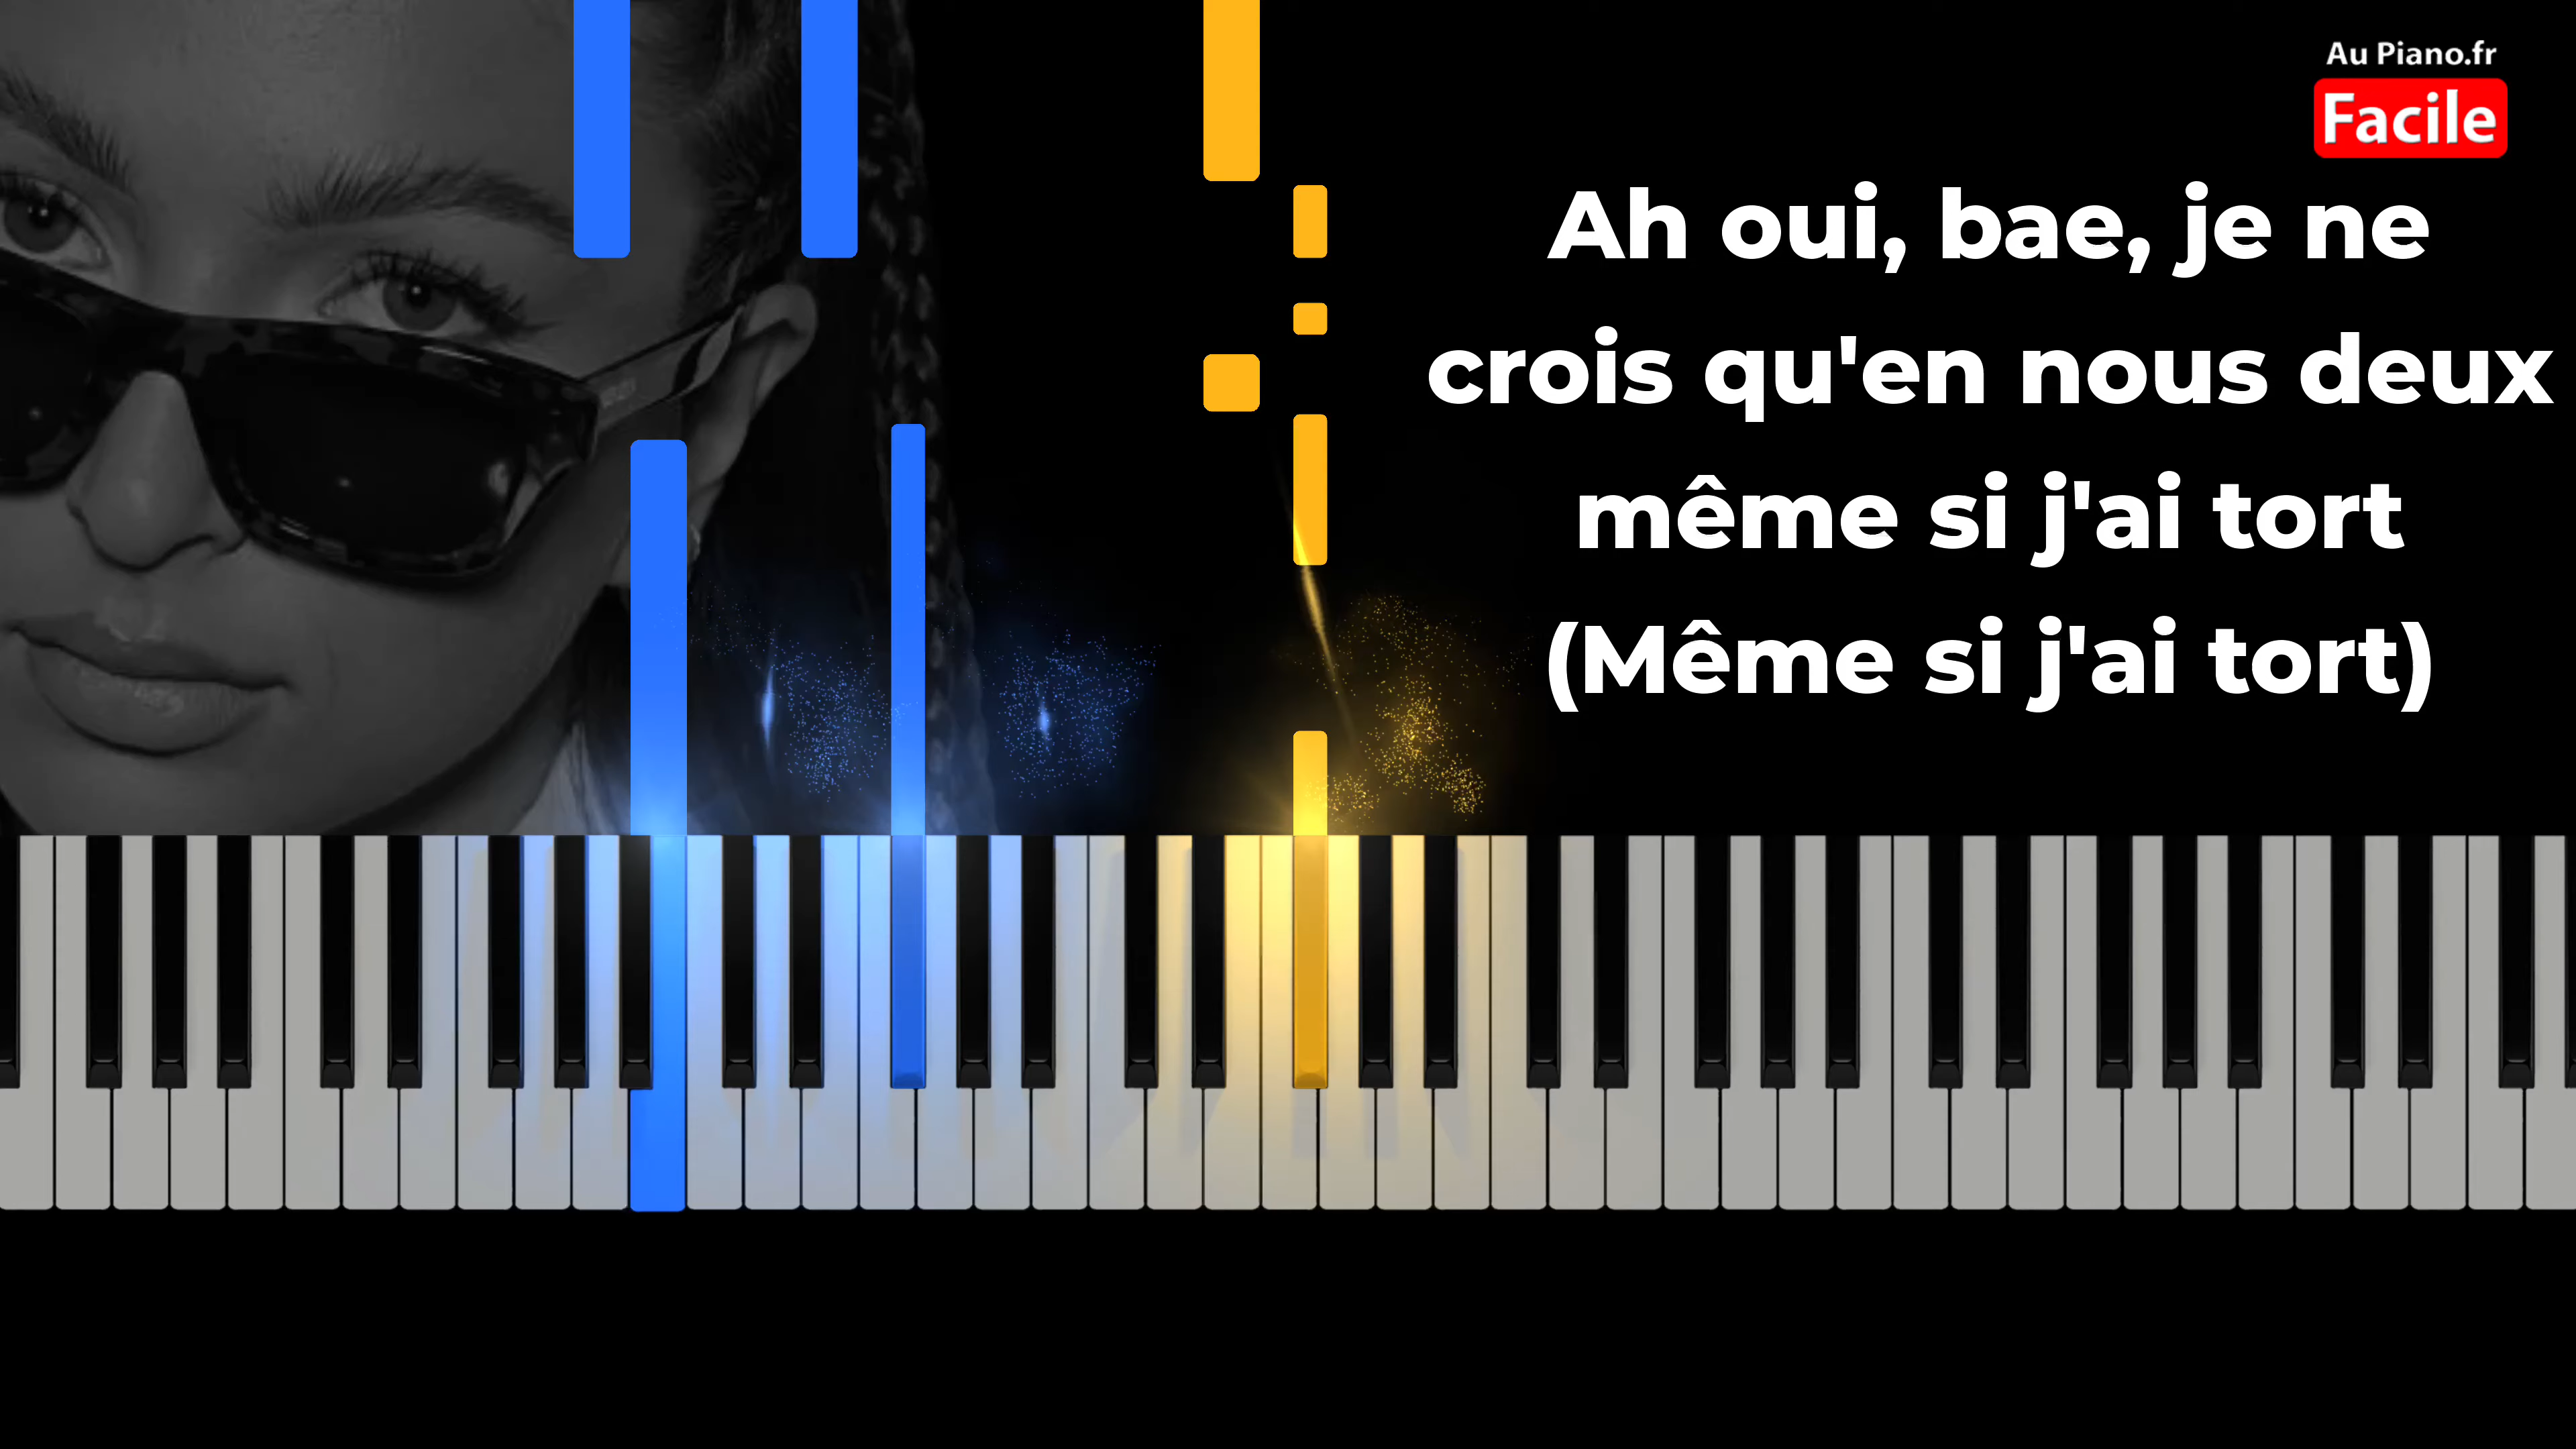 Au Piano.fr
Facile
Ah oui, bae, je ne
crois qu'en nous deux
même si j'ai tort
(Même si j'ai tort)